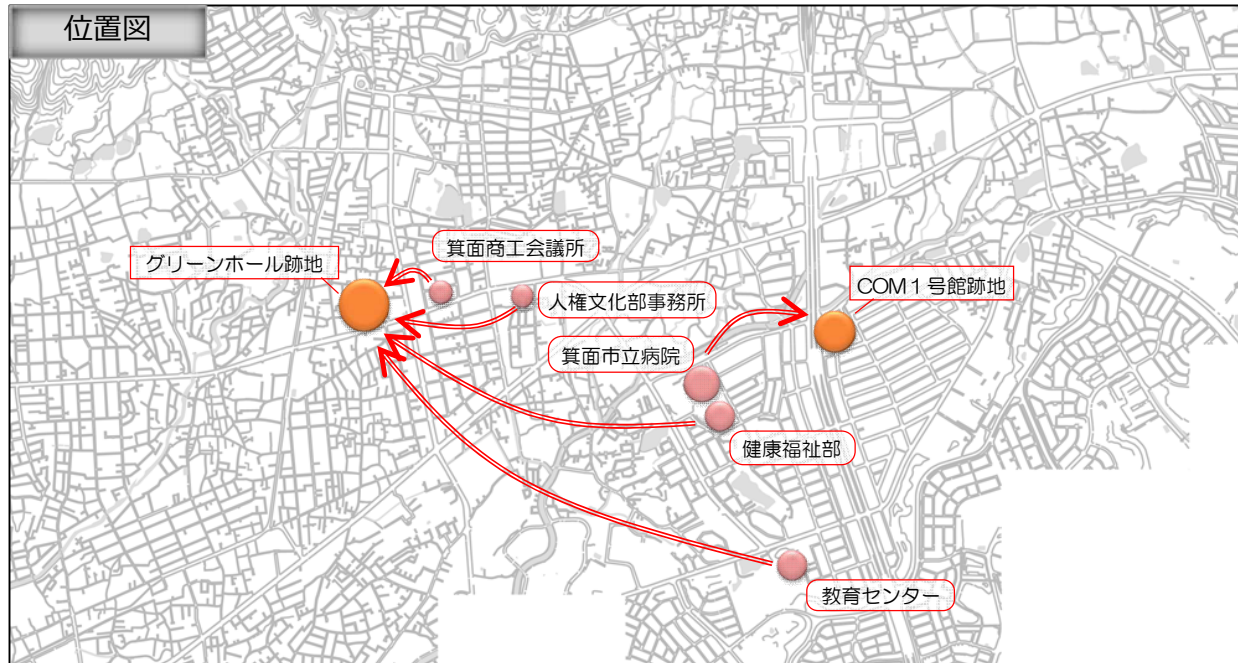 位置図
箕面商工会議所
グリーンホール跡地
人権文化部事務所
COM1号館跡地
箕面市立病院
健康福祉部
教育センター